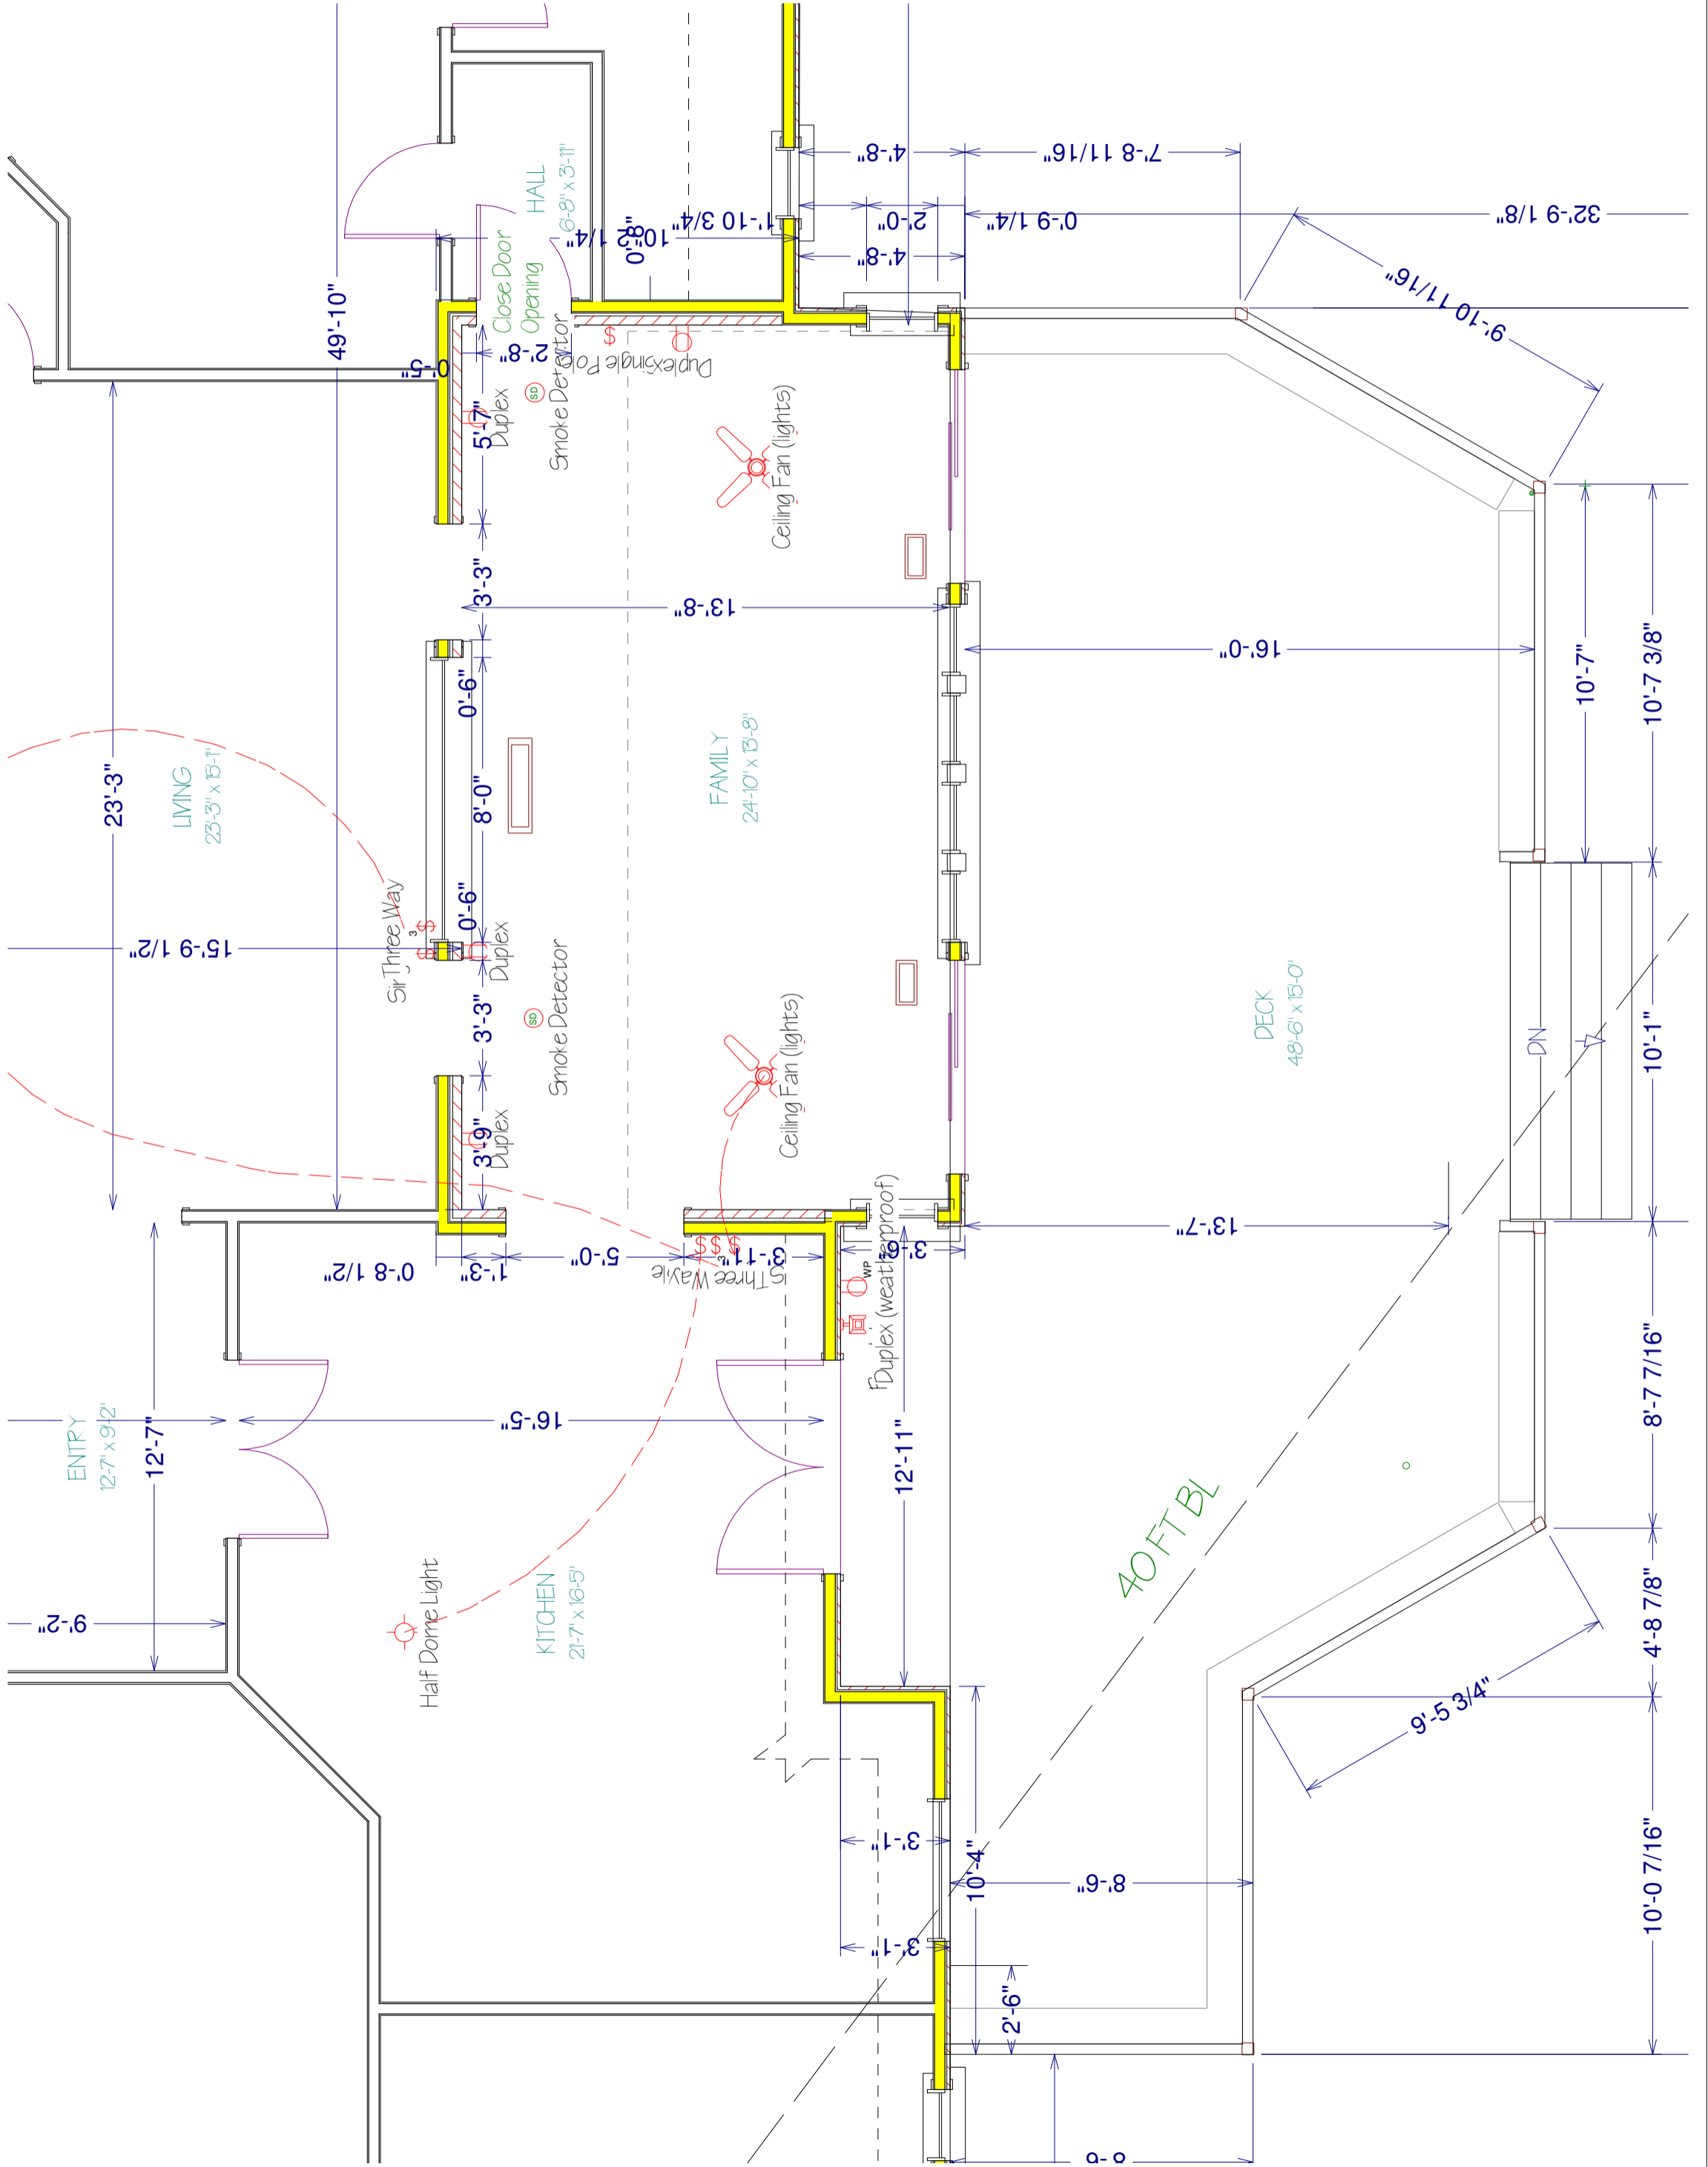 49'-10"
HALL
6'-8" x 3'-11"
4'-8"
7'-8 11/16"
1'-10 3/4"
2'-0"
0'-9 1/4"
32'-9 1/8"
0'-8"
4'-8"
Close Door
Opening
9'-10 11/16"
0'-5"
2'-8"
Smoke Detector
SD
Duplex
Single Pole
Duplex
5'-7"
Ceiling Fan (lights)
3'-3"
13'-8"
16'-0"
10'-7"
10'-7 3/8"
0'-6"
23'-3"
LIVING
23'-3" x 15'-1"
8'-0"
FAMILY
24'-10" x 13'-8"
15'-9 1/2"
Three Way
3
$
$
0'-6"
Duplex
3'-3"
SD
Smoke Detector
Ceiling Fan (lights)
DECK
48'-6" x 15'-0"
DN
10'-1"
3'-9"
Duplex
0'-8 1/2"
1'-3"
5'-0"
3'-11"
$ $ $
3
Three Way
3'-6"
WP
Duplex (weatherproof)
13'-7"
ENTRY
12'-7" x 9'-2"
12'-7"
16'-5"
12'-11"
8'-7 7/16"
40 FT BL
9'-2"
Half Dome Light
KITCHEN
21'-7" x 16'-5"
4'-8 7/8"
9'-5 3/4"
3'-1"
10'-4"
8'-6"
10'-0 7/16"
3'-1"
2'-6"
8'-6